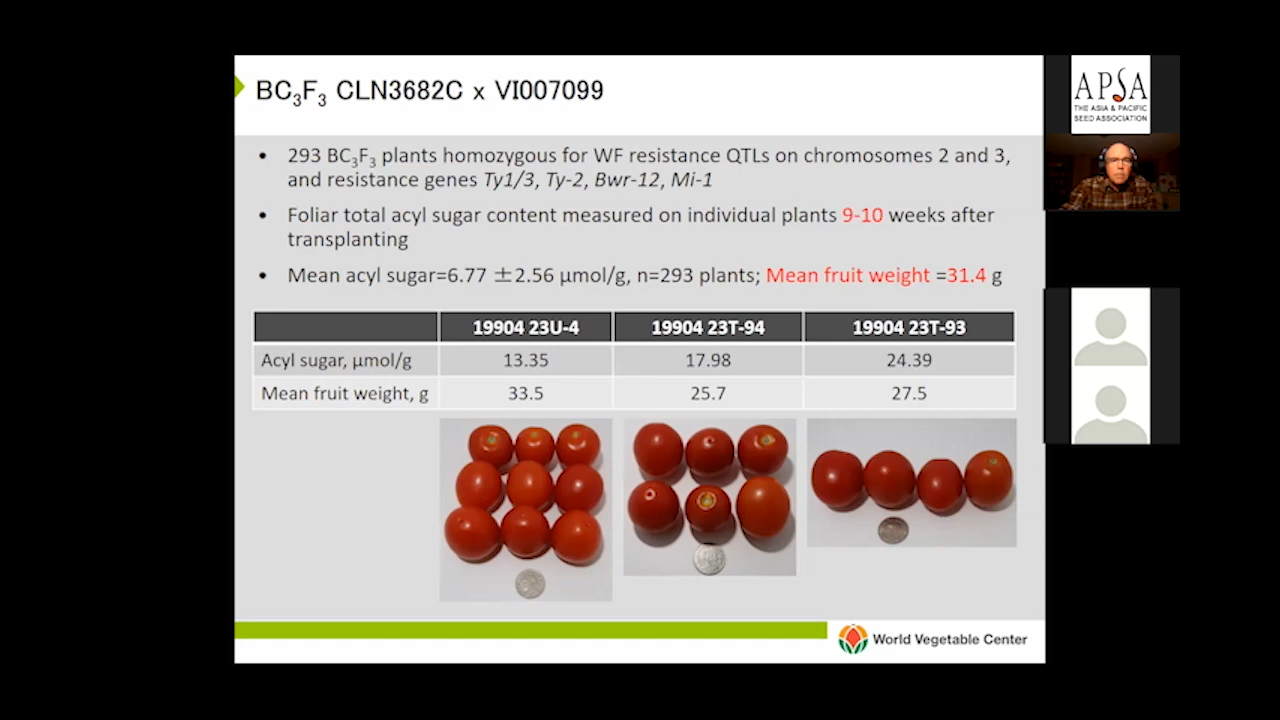 BC3F3 CLN3682C x VI007099
• 293 BC3F3 plants homozygous for WF resistance QTLs on chromosomes 2 and 3,
and resistance genes Ty1/3, Ty-2, Bwr-12, Mi-1
• Foliar total acyl sugar content measured on individual plants 9-10 weeks after
transplanting
• Mean acyl sugar=6.77 ±2.56 µmol/g, n=293 plants; Mean fruit weight =31.4 g
19904 23U-4 19904 23T-94 19904 23T-93
Acyl sugar, µmol/g 13.35 17.98 24.39
Mean fruit weight, g 33.5 25.7 27.5
World Vegetable Center
APSA
THE ASIA & PACIFIC
SEED ASSOCIATION